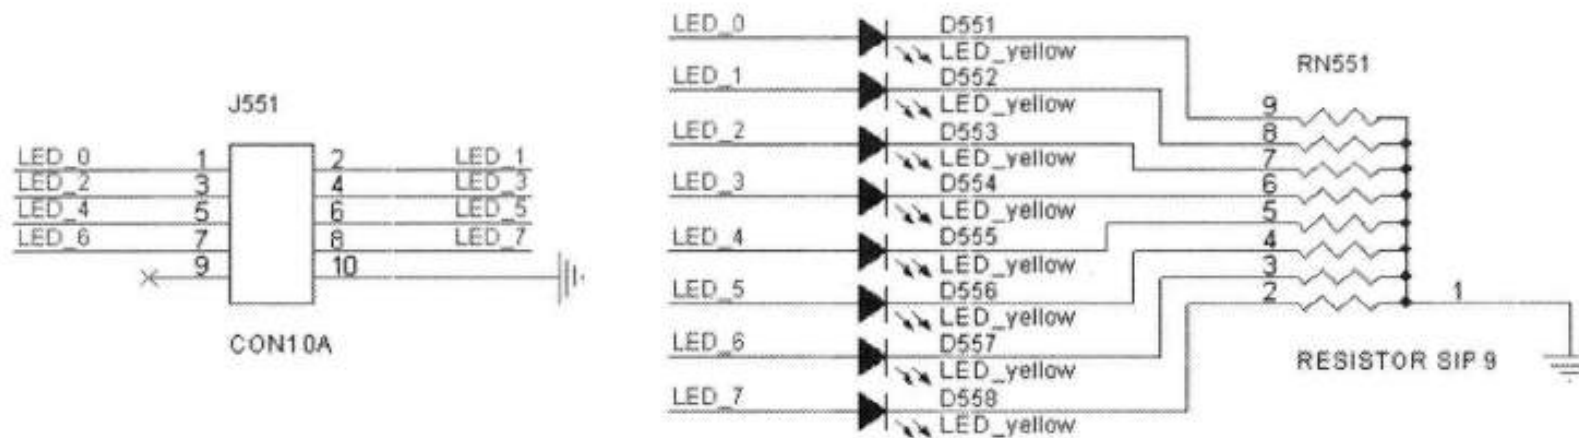 J551
LED_0 1 2 LED_1
LED_2 3 4 LED_3
LED_4 5 6 LED_5
LED_6 7 8 LED_7
9 10
CON10A
LED_0 D551
LED_yellow
LED_1 D552
LED_yellow
LED_2 D553
LED_yellow
LED_3 D554
LED_yellow
LED_4 D555
LED_yellow
LED_5 D556
LED_yellow
LED_6 D557
LED_yellow
LED_7 D558
LED_yellow
RN551
9
8
7
6
5
4
3
2 1
RESISTOR SIP 9